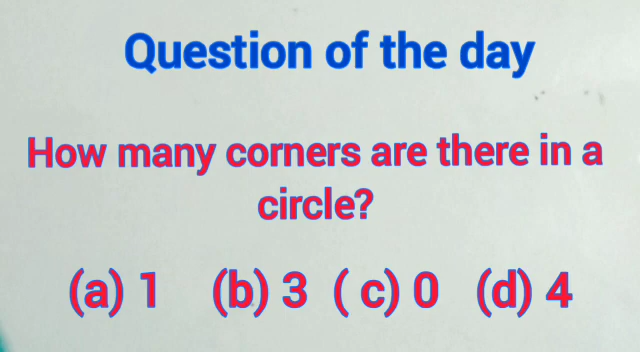 Question of the day
How many corners are there in a
circle?
(a) 1 (b) 3 ( c) 0 (d) 4